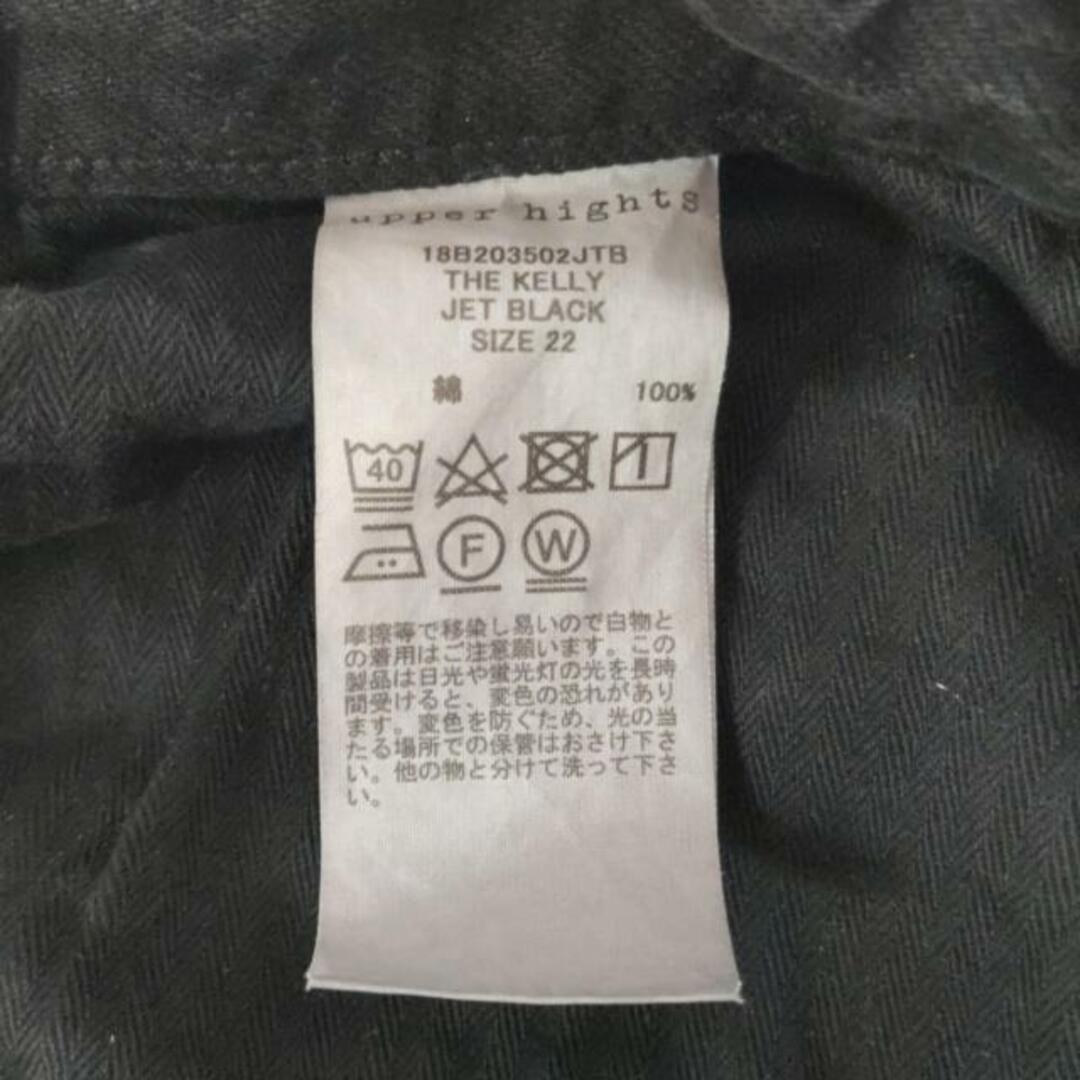 upper hights
18B203502JTB
THE KELLY
JET BLACK
SIZE 22
綿 100%
40
1
F W
摩擦等で移染し易いので白物と
の着用はご注意願います。この
製品は日光や蛍光灯の光を長時
間受けると、変色の恐れがあり
ます。変色を防ぐため、光の当
たる場所での保管はおさけ下さ
い。他の物と分けて洗って下さ
い。